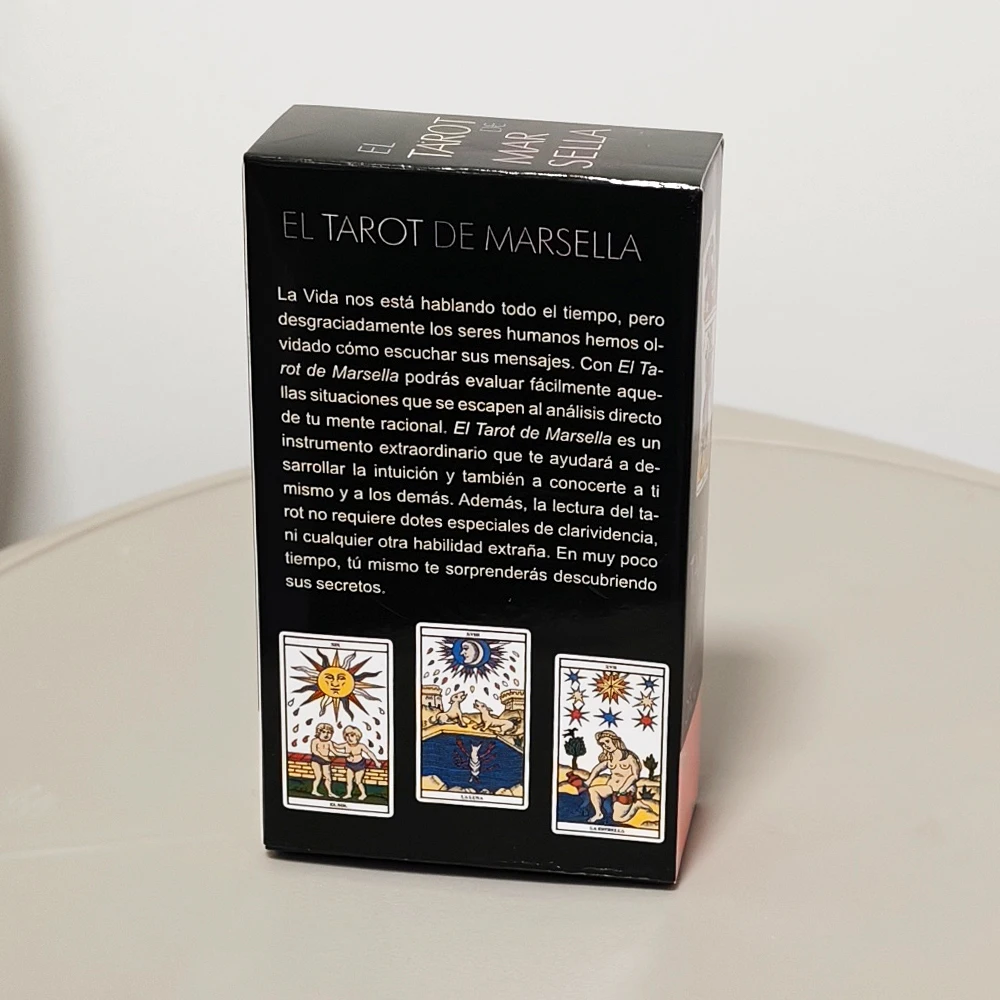 EL
TAROT
DE
MAR
SELLA
EL TAROT DE MARSELLA
La Vida nos está hablando todo el tiempo, pero
desgraciadamente los seres humanos hemos ol-
vidado cómo escuchar sus mensajes. Con El Ta-
rot de Marsella podrás evaluar fácilmente aque-
llas situaciones que se escapen al análisis directo
de tu mente racional. El Tarot de Marsella es un
instrumento extraordinario que te ayudará a de-
sarrollar la intuición y también a conocerte a ti
mismo y a los demás. Además, la lectura del ta-
rot no requiere dotes especiales de clarividencia,
ni cualquier otra habilidad extraña. En muy poco
tiempo, tú mismo te sorprenderás descubriendo
sus secretos.
XVIII
XIX
XVII
EL SOL
LA LUNA
LA ESTRELLA